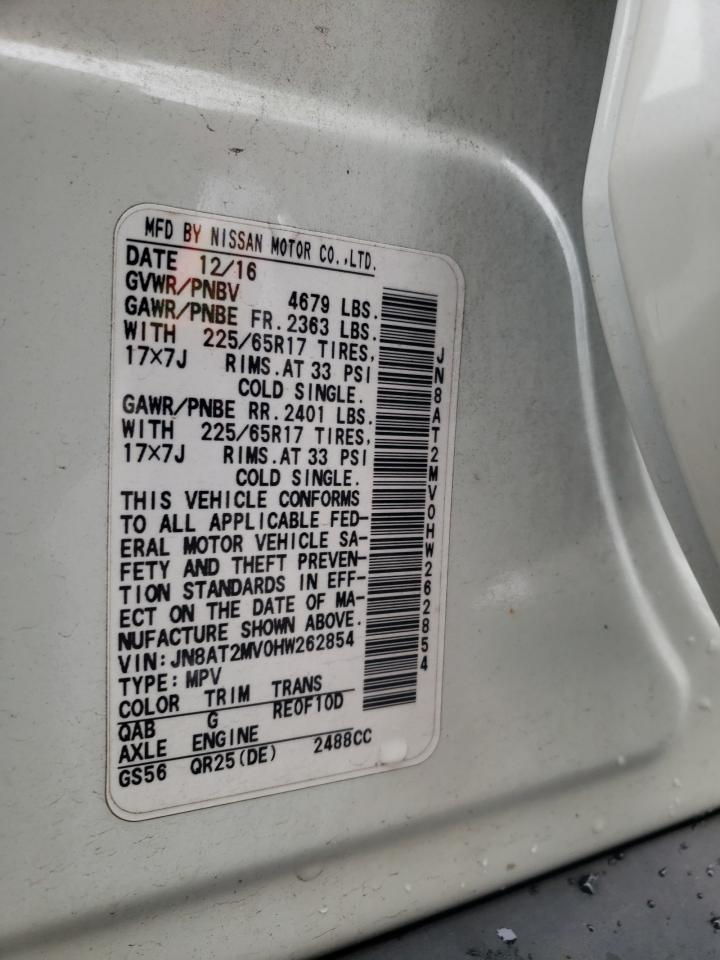 MFD BY NISSAN MOTOR CO.,LTD.
DATE 12/16
GVWR/PNBV 4679 LBS.
GAWR/PNBE FR.2363 LBS.
WITH 225/65R17 TIRES,
17×7J RIMS.AT 33 PSI
COLD SINGLE.
GAWR/PNBE RR.2401 LBS.
WITH 225/65R17 TIRES,
17×7J RIMS.AT 33 PSI
COLD SINGLE.
THIS VEHICLE CONFORMS
TO ALL APPLICABLE FED-
ERAL MOTOR VEHICLE SA-
FETY AND THEFT PREVEN-
TION STANDARDS IN EFF-
ECT ON THE DATE OF MA-
NUFACTURE SHOWN ABOVE.
VIN:JN8AT2MV0HW262854
TYPE:MPV
COLOR TRIM TRANS
QAB G RE0F10D
AXLE ENGINE
GS56 QR25(DE) 2488CC
JN8AT2MV0HW262854